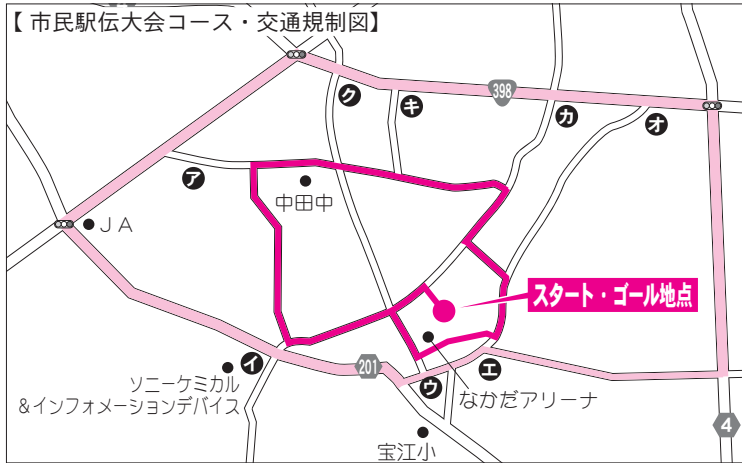 【市民駅伝大会コース・交通規制図】
ク
キ
398
カ
オ
ア
中田中
ＪＡ
スタート・ゴール地点
イ
201
エ
ウ
ソニーケミカル
＆インフォメーションデバイス
なかだアリーナ
4
宝江小